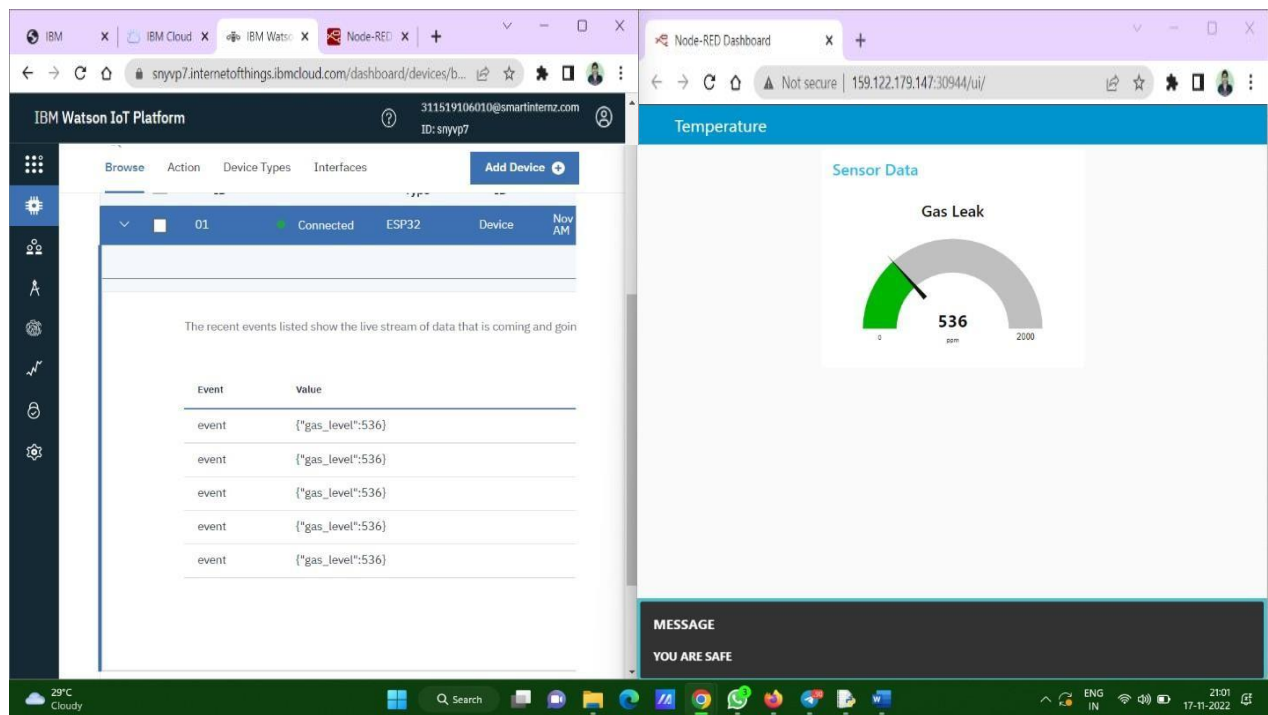 IBM
IBM Cloud
IBM Watso
Node-RED
snyvp7.internetofthings.ibmcloud.com/dashboard/devices/b...
IBM Watson IoT Platform
311519106010@smartinternz.com
ID: snyvp7
Browse Action Device Types Interfaces Add Device
01 Connected ESP32 Device Nov
AM
The recent events listed show the live stream of data that is coming and goin
Event Value
event {"gas_level":536}
event {"gas_level":536}
event {"gas_level":536}
event {"gas_level":536}
event {"gas_level":536}
Node-RED Dashboard
Not secure | 159.122.179.147:30944/ui/
Temperature
Sensor Data
Gas Leak
536
0 ppm 2000
MESSAGE
YOU ARE SAFE
29°C
Cloudy
Search
ENG
IN
21:01
17-11-2022